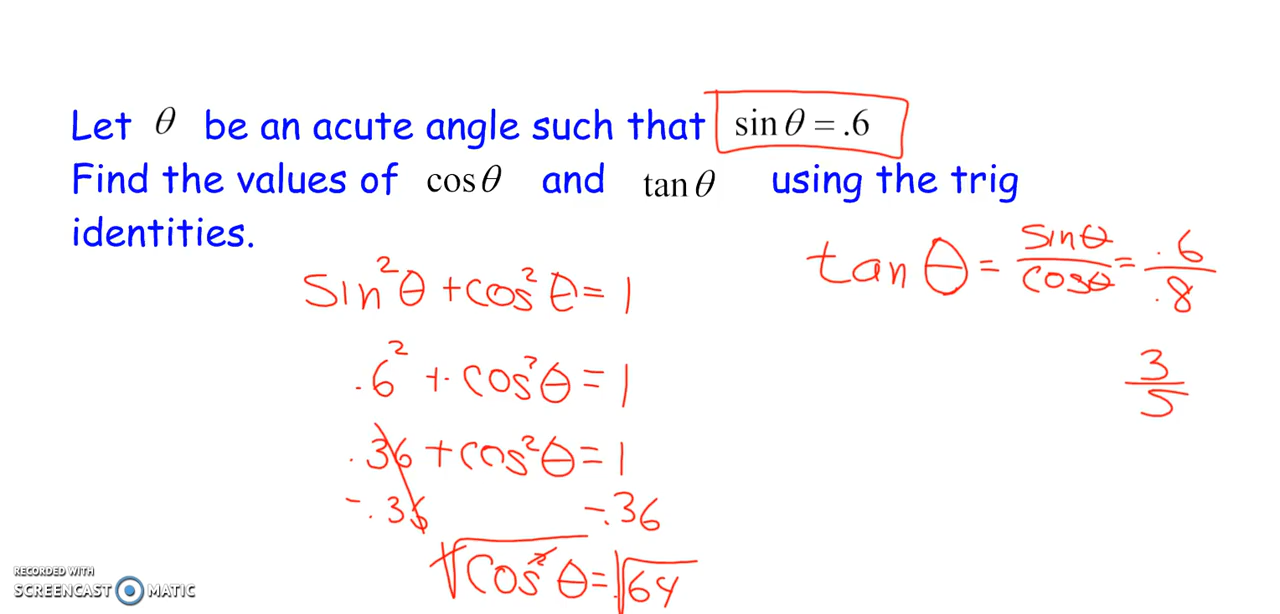 Let θ be an acute angle such that sin θ = .6
Find the values of cos θ and tan θ using the trig
identities.
sin²θ + cos²θ = 1
.6² + cos²θ = 1
.36 + cos²θ = 1
- .36 - .36
√cos²θ = √.64
tan θ = sinθ/cosθ = .6/.8
3/5
RECORDED WITH
SCREENCAST MATIC